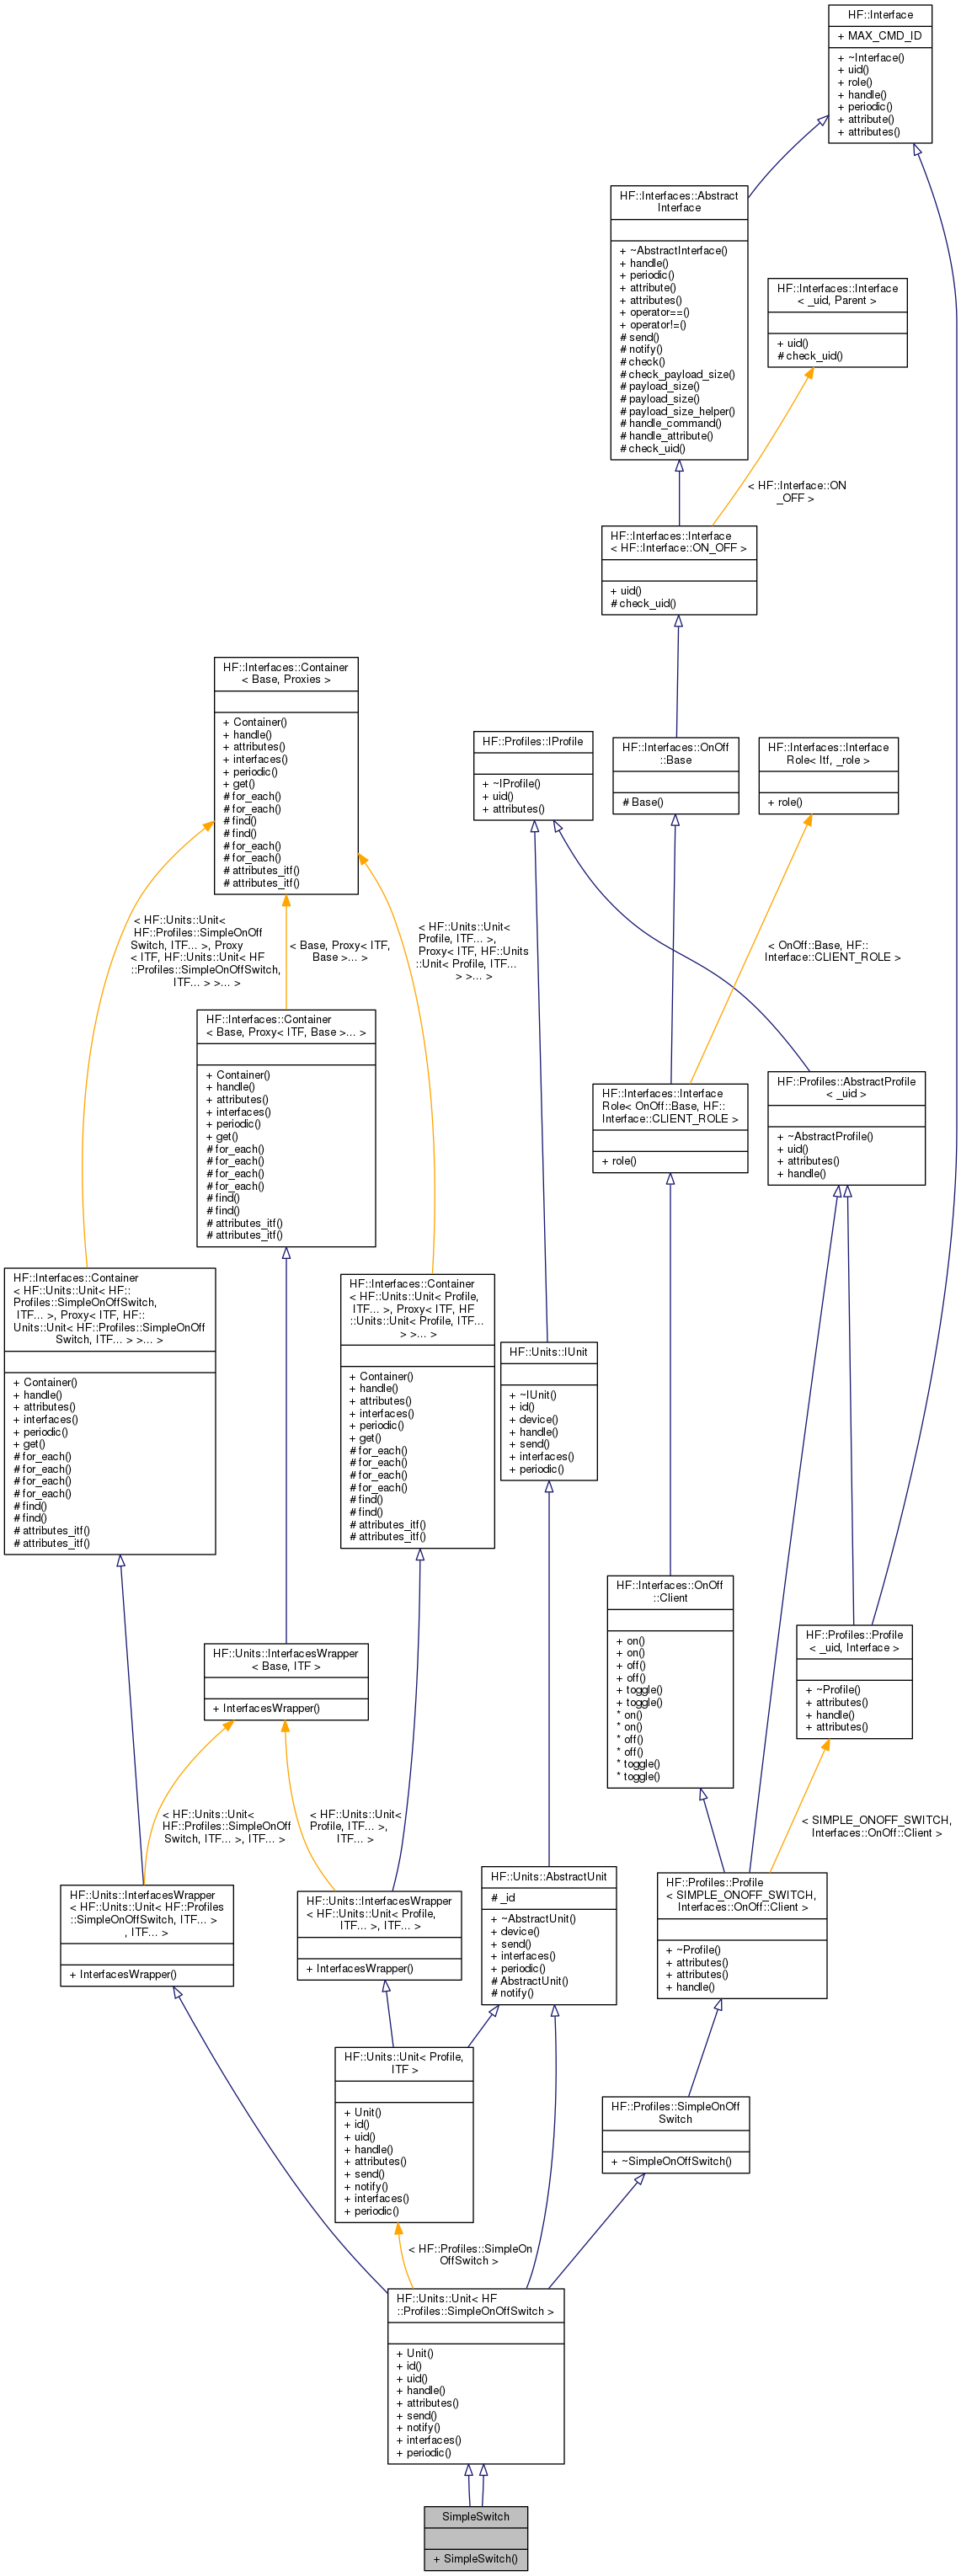 HF::Interface
+ MAX_CMD_ID
+ ~Interface()
+ uid()
+ role()
+ handle()
+ periodic()
+ attribute()
+ attributes()
HF::Interfaces::Abstract
Interface
+ ~AbstractInterface()
+ handle()
+ periodic()
+ attribute()
+ attributes()
+ operator==()
+ operator!=()
# send()
# notify()
# check()
# check_payload_size()
# payload_size()
# payload_size()
# payload_size_helper()
# handle_command()
# handle_attribute()
# check_uid()
HF::Interfaces::Interface
< _uid, Parent >
+ uid()
# check_uid()
< HF::Interface::ON
_OFF >
HF::Interfaces::Interface
< HF::Interface::ON_OFF >
+ uid()
# check_uid()
HF::Interfaces::Container
< Base, Proxies >
+ Container()
+ handle()
+ attributes()
+ interfaces()
+ periodic()
+ get()
# for_each()
# for_each()
# find()
# find()
# for_each()
# for_each()
# attributes_itf()
# attributes_itf()
HF::Profiles::IProfile
+ ~IProfile()
+ uid()
+ attributes()
HF::Interfaces::OnOff
::Base
# Base()
HF::Interfaces::Interface
Role< Itf, _role >
+ role()
< HF::Units::Unit<
HF::Profiles::SimpleOnOff
Switch, ITF... >, Proxy
< ITF, HF::Units::Unit< HF
::Profiles::SimpleOnOffSwitch,
ITF... > >... >
< Base, Proxy< ITF,
Base >... >
< HF::Units::Unit<
Profile, ITF... >,
Proxy< ITF, HF::Units
::Unit< Profile, ITF...
> >... >
< OnOff::Base, HF::
Interface::CLIENT_ROLE >
HF::Interfaces::Container
< Base, Proxy< ITF, Base >... >
+ Container()
+ handle()
+ attributes()
+ interfaces()
+ periodic()
+ get()
# for_each()
# for_each()
# for_each()
# for_each()
# find()
# find()
# attributes_itf()
# attributes_itf()
HF::Interfaces::Interface
Role< OnOff::Base, HF::
Interface::CLIENT_ROLE >
+ role()
HF::Profiles::AbstractProfile
< _uid >
+ ~AbstractProfile()
+ uid()
+ attributes()
+ handle()
HF::Interfaces::Container
< HF::Units::Unit< HF::
Profiles::SimpleOnOffSwitch,
ITF... >, Proxy< ITF, HF::
Units::Unit< HF::Profiles::SimpleOnOff
Switch, ITF... > >... >
+ Container()
+ handle()
+ attributes()
+ interfaces()
+ periodic()
+ get()
# for_each()
# for_each()
# for_each()
# for_each()
# find()
# find()
# attributes_itf()
# attributes_itf()
HF::Interfaces::Container
< HF::Units::Unit< Profile,
ITF... >, Proxy< ITF, HF
::Units::Unit< Profile, ITF...
> >... >
+ Container()
+ handle()
+ attributes()
+ interfaces()
+ periodic()
+ get()
# for_each()
# for_each()
# for_each()
# for_each()
# find()
# find()
# attributes_itf()
# attributes_itf()
HF::Units::IUnit
+ ~IUnit()
+ id()
+ device()
+ handle()
+ send()
+ interfaces()
+ periodic()
HF::Interfaces::OnOff
::Client
+ on()
+ on()
+ off()
+ off()
+ toggle()
+ toggle()
* on()
* on()
* off()
* off()
* toggle()
* toggle()
HF::Profiles::Profile
< _uid, Interface >
+ ~Profile()
+ attributes()
+ handle()
+ attributes()
HF::Units::InterfacesWrapper
< Base, ITF >
+ InterfacesWrapper()
< HF::Units::Unit<
HF::Profiles::SimpleOnOff
Switch, ITF... >, ITF... >
< HF::Units::Unit<
Profile, ITF... >,
ITF... >
< SIMPLE_ONOFF_SWITCH,
Interfaces::OnOff::Client >
HF::Units::InterfacesWrapper
< HF::Units::Unit< HF::Profiles
::SimpleOnOffSwitch, ITF... >
, ITF... >
+ InterfacesWrapper()
HF::Units::InterfacesWrapper
< HF::Units::Unit< Profile,
ITF... >, ITF... >
+ InterfacesWrapper()
HF::Units::AbstractUnit
# _id
+ ~AbstractUnit()
+ device()
+ send()
+ interfaces()
+ periodic()
# AbstractUnit()
# notify()
HF::Profiles::Profile
< SIMPLE_ONOFF_SWITCH,
Interfaces::OnOff::Client >
+ ~Profile()
+ attributes()
+ attributes()
+ handle()
HF::Units::Unit< Profile,
ITF >
+ Unit()
+ id()
+ uid()
+ handle()
+ attributes()
+ send()
+ notify()
+ interfaces()
+ periodic()
HF::Profiles::SimpleOnOff
Switch
+ ~SimpleOnOffSwitch()
< HF::Profiles::SimpleOn
OffSwitch >
HF::Units::Unit< HF
::Profiles::SimpleOnOffSwitch >
+ Unit()
+ id()
+ uid()
+ handle()
+ attributes()
+ send()
+ notify()
+ interfaces()
+ periodic()
SimpleSwitch
+ SimpleSwitch()